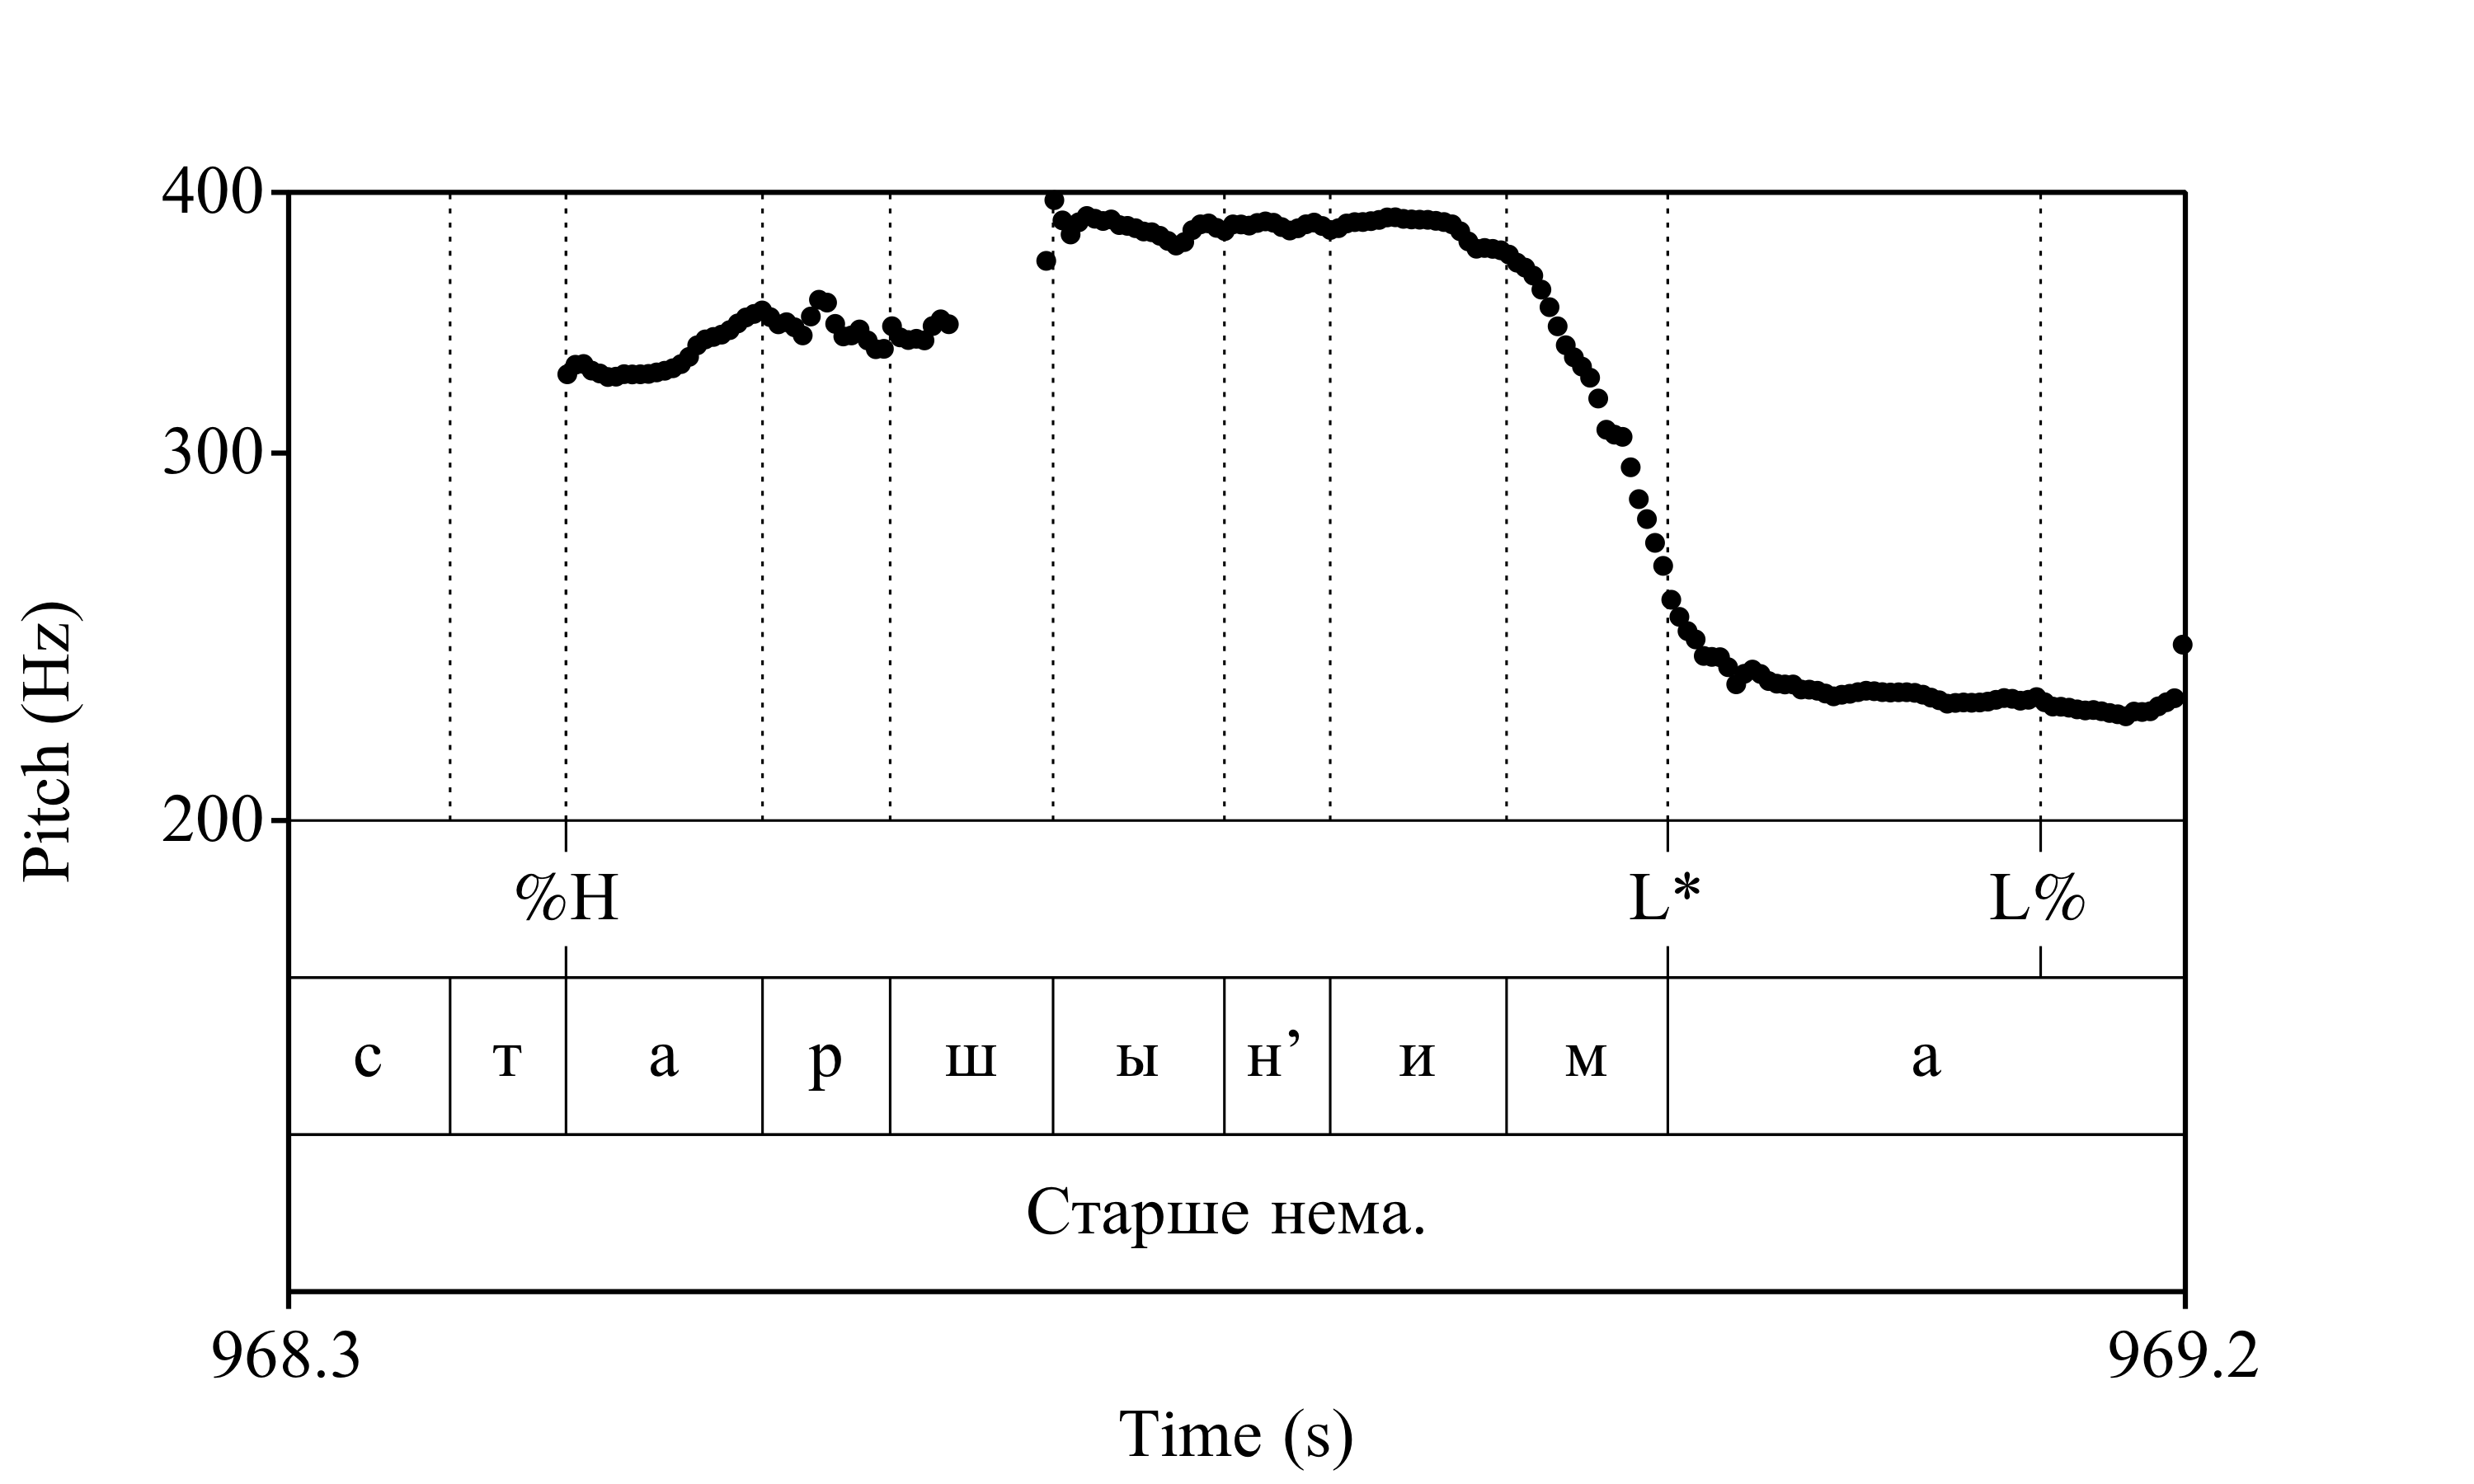 400
300
200
Pitch (Hz)
%H L* L%
с т а р ш ы н’ и м а
Старше нема.
968.3 969.2
Time (s)